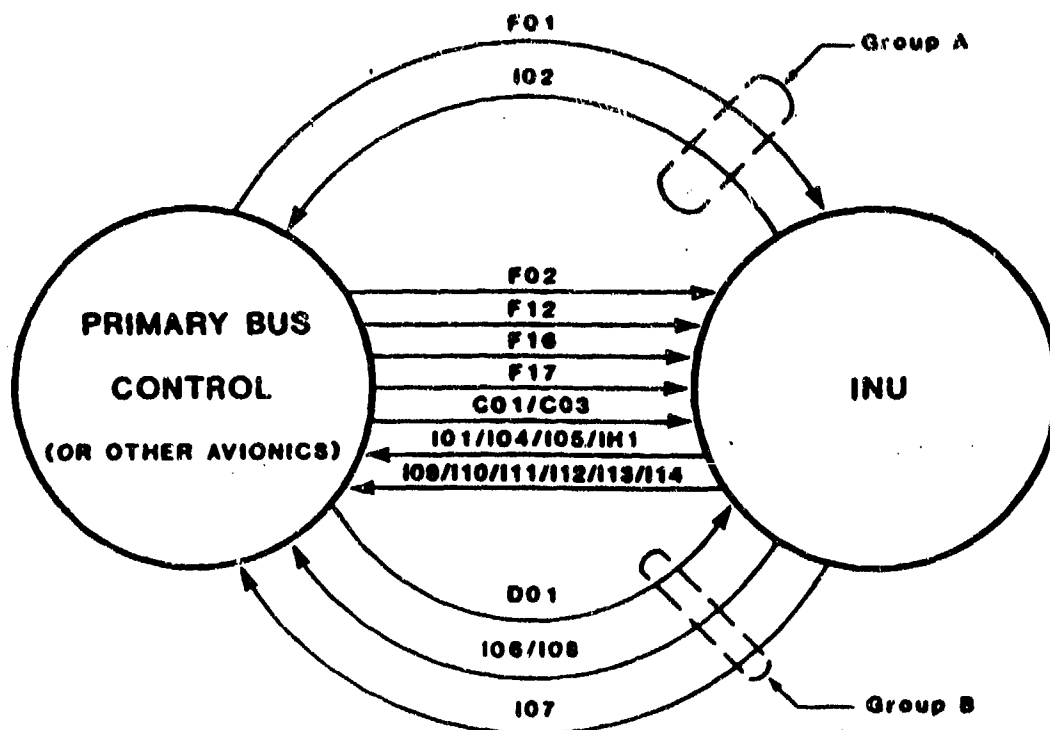 F01
Group A
I02
F02
F12
F16
F17
C01/C03
I01/I04/I05/IH1
I09/I10/I11/I12/I13/I14
PRIMARY BUS
CONTROL
(OR OTHER AVIONICS)
INU
D01
I06/I08
I07
Group B